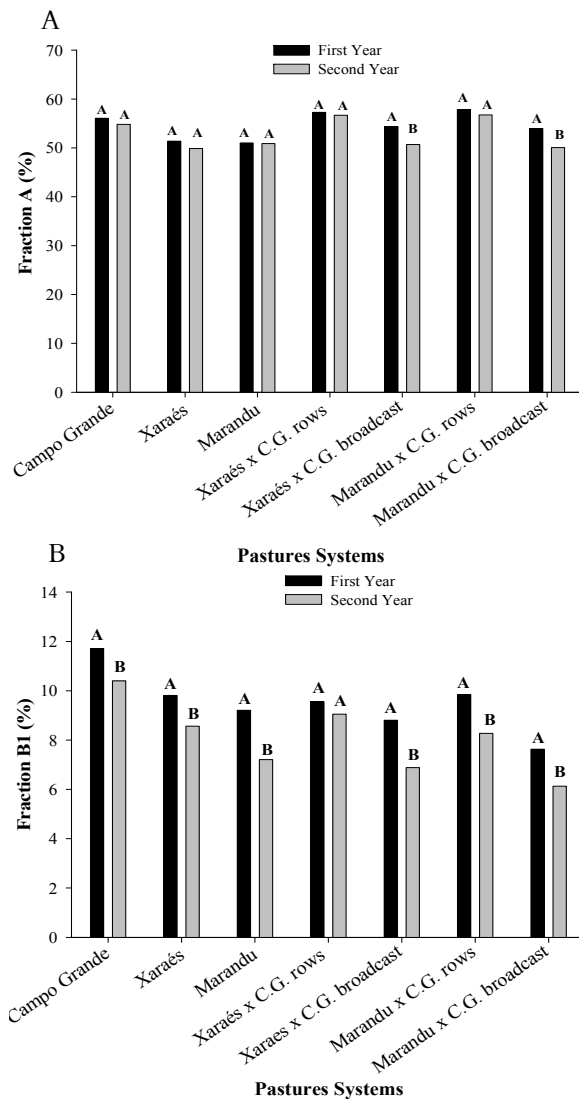 A
First Year
Second Year
70
60
50
40
30
20
10
0
Fraction A (%)
A A A A A A A A A B A A A B
Campo Grande
Xaraés
Marandu
Xaraés x C.G. rows
Xaraés x C.G. broadcast
Marandu x C.G. rows
Marandu x C.G. broadcast
Pastures Systems
B
First Year
Second Year
14
12
10
8
6
4
2
0
Fraction B1 (%)
A B A B A B A A A B A B A B
Campo Grande
Xaraés
Marandu
Xaraés x C.G. rows
Xaraes x C.G. broadcast
Marandu x C.G. rows
Marandu x C.G. broadcast
Pastures Systems